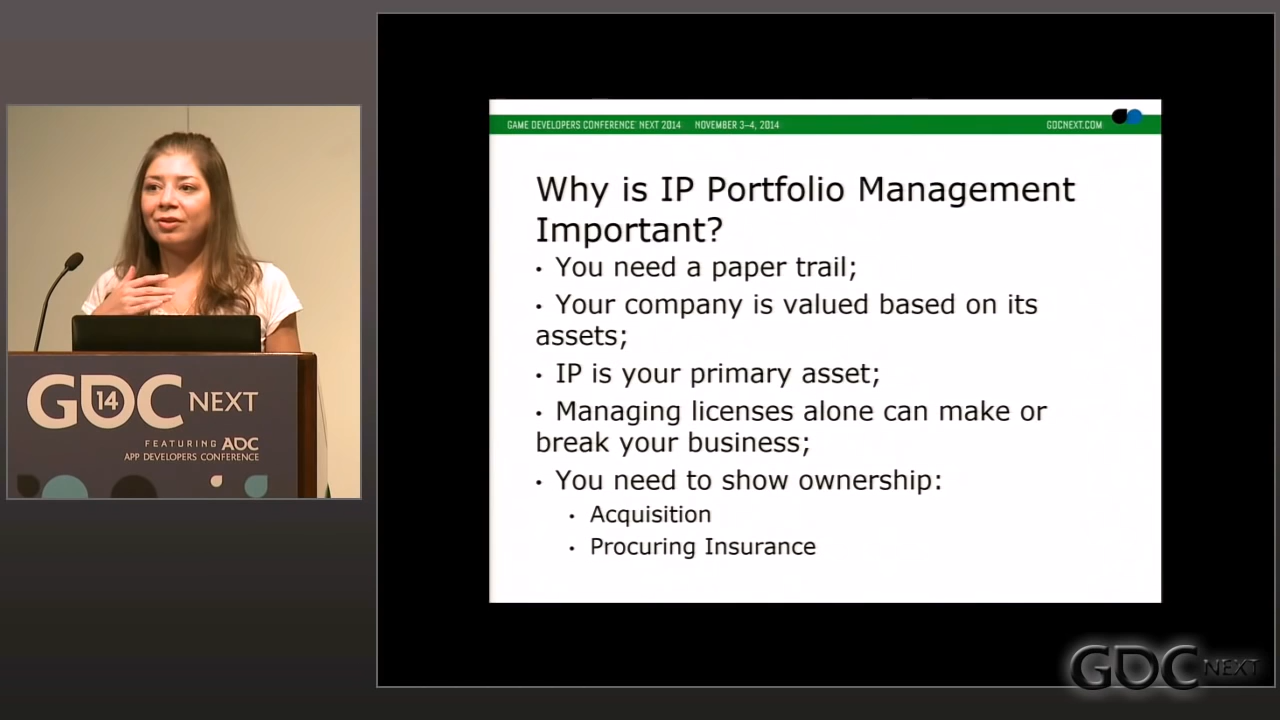 GAME DEVELOPERS CONFERENCE NEXT 2014 NOVEMBER 3–4, 2014 GDCNEXT.COM
Why is IP Portfolio Management
Important?
• You need a paper trail;
• Your company is valued based on its
assets;
• IP is your primary asset;
• Managing licenses alone can make or
break your business;
• You need to show ownership:
• Acquisition
• Procuring Insurance
GDC 14 NEXT
FEATURING ADC
APP DEVELOPERS CONFERENCE
GDC NEXT